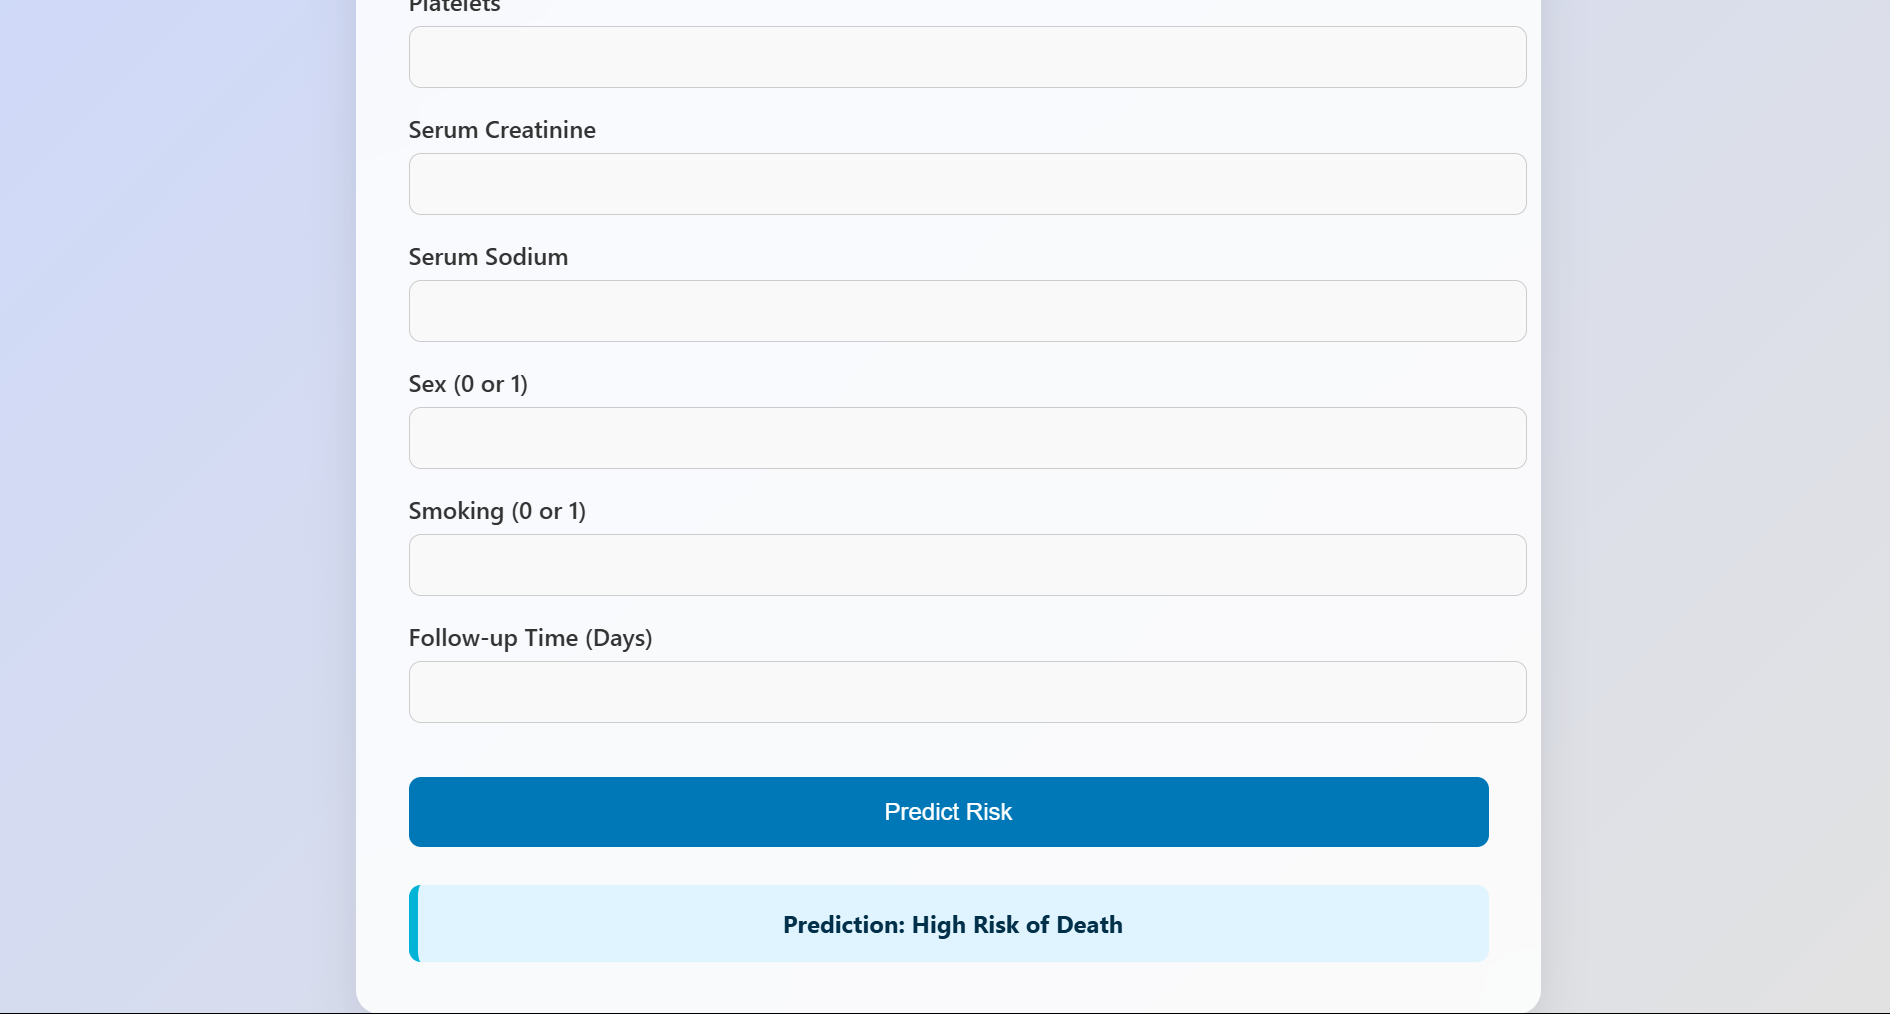 Platelets
Serum Creatinine
Serum Sodium
Sex (0 or 1)
Smoking (0 or 1)
Follow-up Time (Days)
Predict Risk
Prediction: High Risk of Death